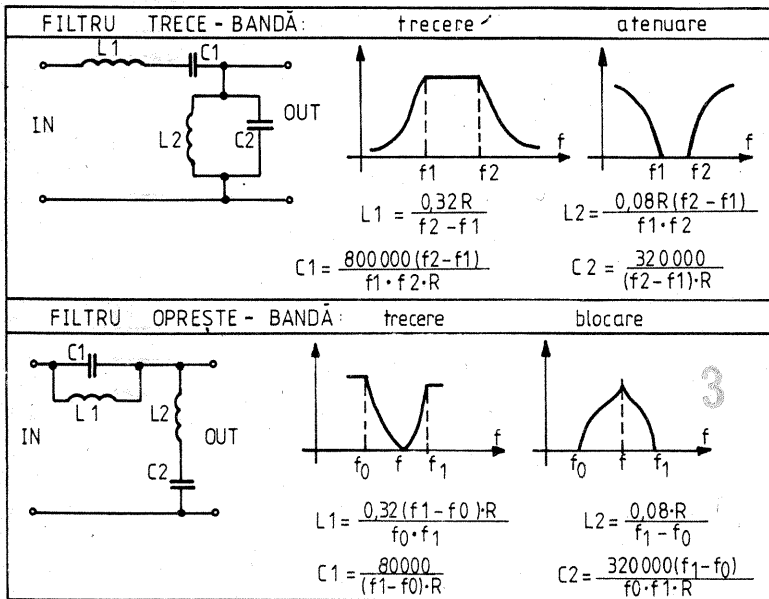 FILTRU TRECE - BANDĂ: trecere atenuare
L1 C1
IN L2 C2 OUT
f f
f1 f2 f1 f2
L1 = 0,32 R / f2 - f1
L2 = 0,08R (f2 - f1) / f1 · f2
C1 = 800 000 (f2 - f1) / f1 · f2 · R
C2 = 320 000 / (f2 - f1) · R
FILTRU OPREȘTE - BANDĂ: trecere blocare
C1
L1 L2
IN OUT
C2
3
f f
f0 f f1 f0 f f1
L1 = 0,32 (f1 - f0) · R / f0 · f1
L2 = 0,08 · R / f1 - f0
C1 = 80000 / (f1 - f0) · R
C2 = 320 000 (f1 - f0) / f0 · f1 · R